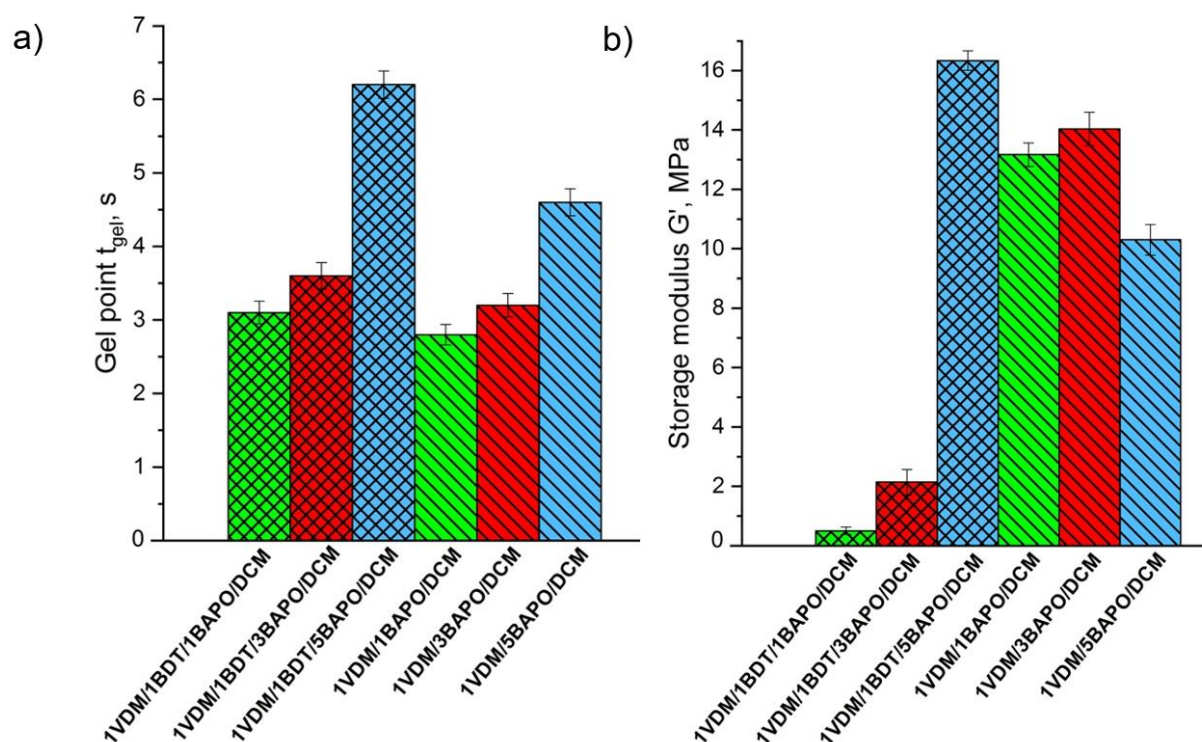 a)
Gel point t_gel, s
7
6
5
4
3
2
1
0
1VDM/1BDT/1BAPO/DCM
1VDM/1BDT/3BAPO/DCM
1VDM/1BDT/5BAPO/DCM
1VDM/1BAPO/DCM
1VDM/3BAPO/DCM
1VDM/5BAPO/DCM
b)
Storage modulus G', MPa
16
14
12
10
8
6
4
2
0
1VDM/1BDT/1BAPO/DCM
1VDM/1BDT/3BAPO/DCM
1VDM/1BDT/5BAPO/DCM
1VDM/1BAPO/DCM
1VDM/3BAPO/DCM
1VDM/5BAPO/DCM